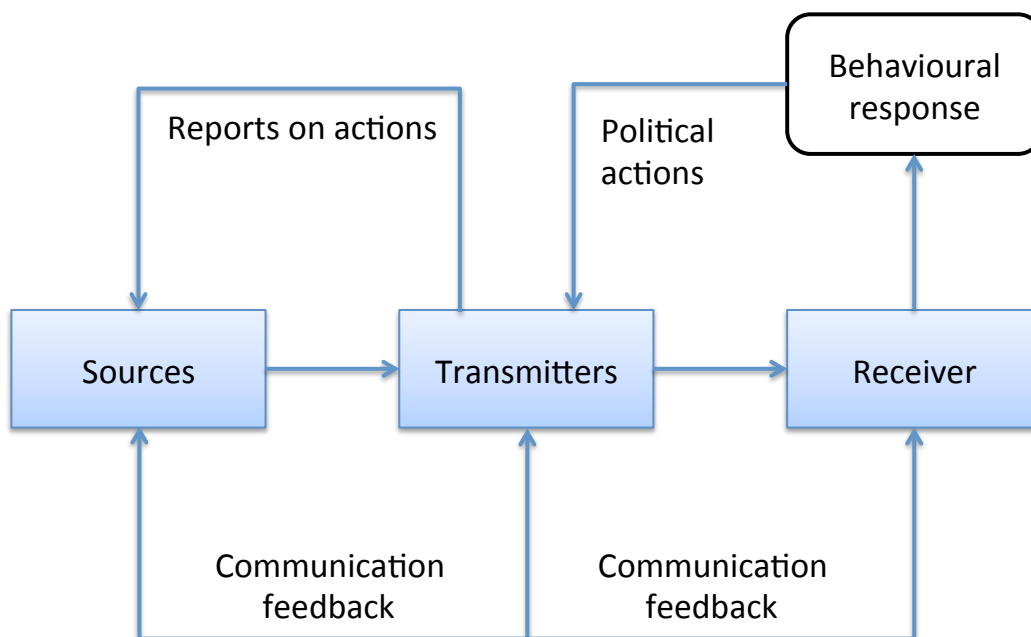 Behavioural
response
Reports on actions
Political
actions
Sources
Transmitters
Receiver
Communication
feedback
Communication
feedback